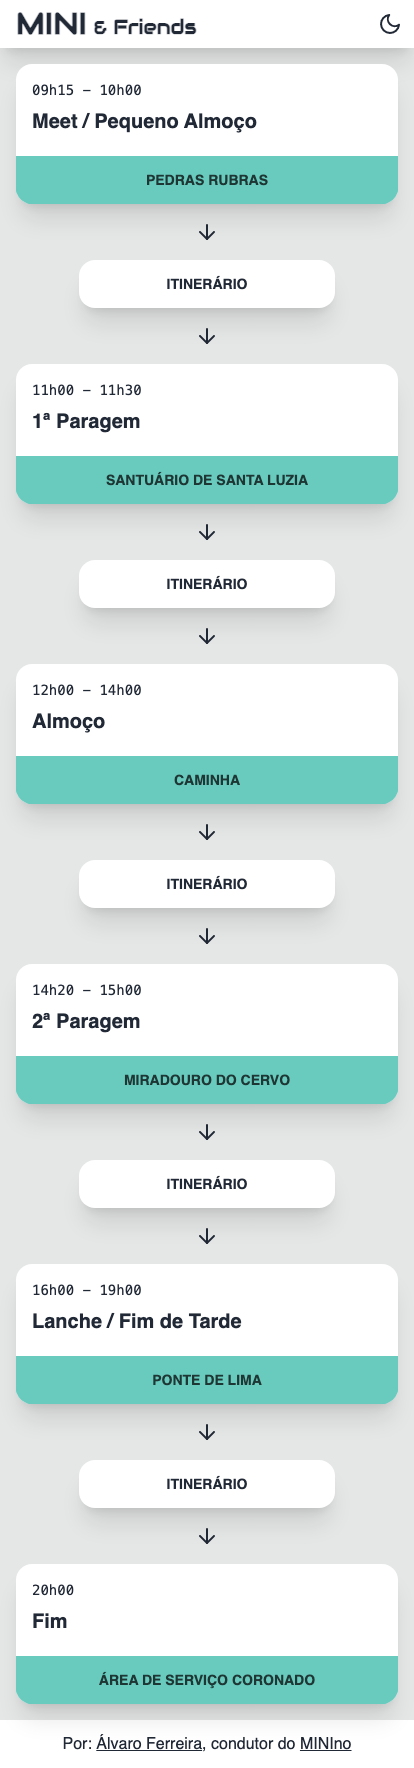 MINI & Friends
09h15 – 10h00
Meet / Pequeno Almoço
PEDRAS RUBRAS
ITINERÁRIO
11h00 – 11h30
1ª Paragem
SANTUÁRIO DE SANTA LUZIA
ITINERÁRIO
12h00 – 14h00
Almoço
CAMINHA
ITINERÁRIO
14h20 – 15h00
2ª Paragem
MIRADOURO DO CERVO
ITINERÁRIO
16h00 – 19h00
Lanche / Fim de Tarde
PONTE DE LIMA
ITINERÁRIO
20h00
Fim
ÁREA DE SERVIÇO CORONADO
Por: Álvaro Ferreira, condutor do MINIno